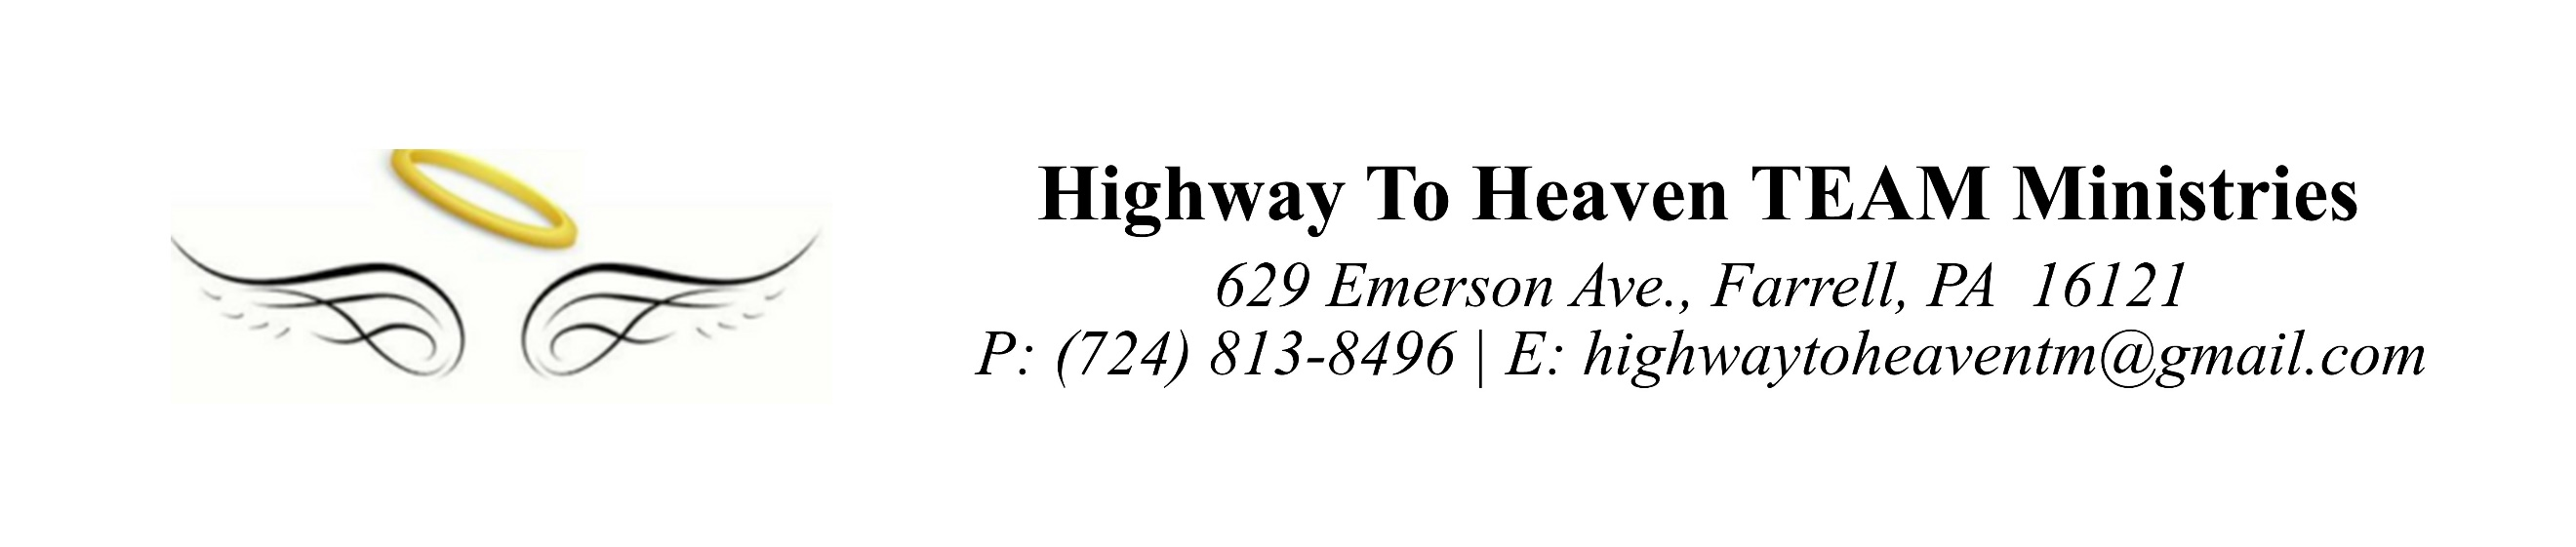 Highway To Heaven TEAM Ministries
629 Emerson Ave., Farrell, PA  16121
P: (724) 813-8496 | E: highwaytoheaventm@gmail.com